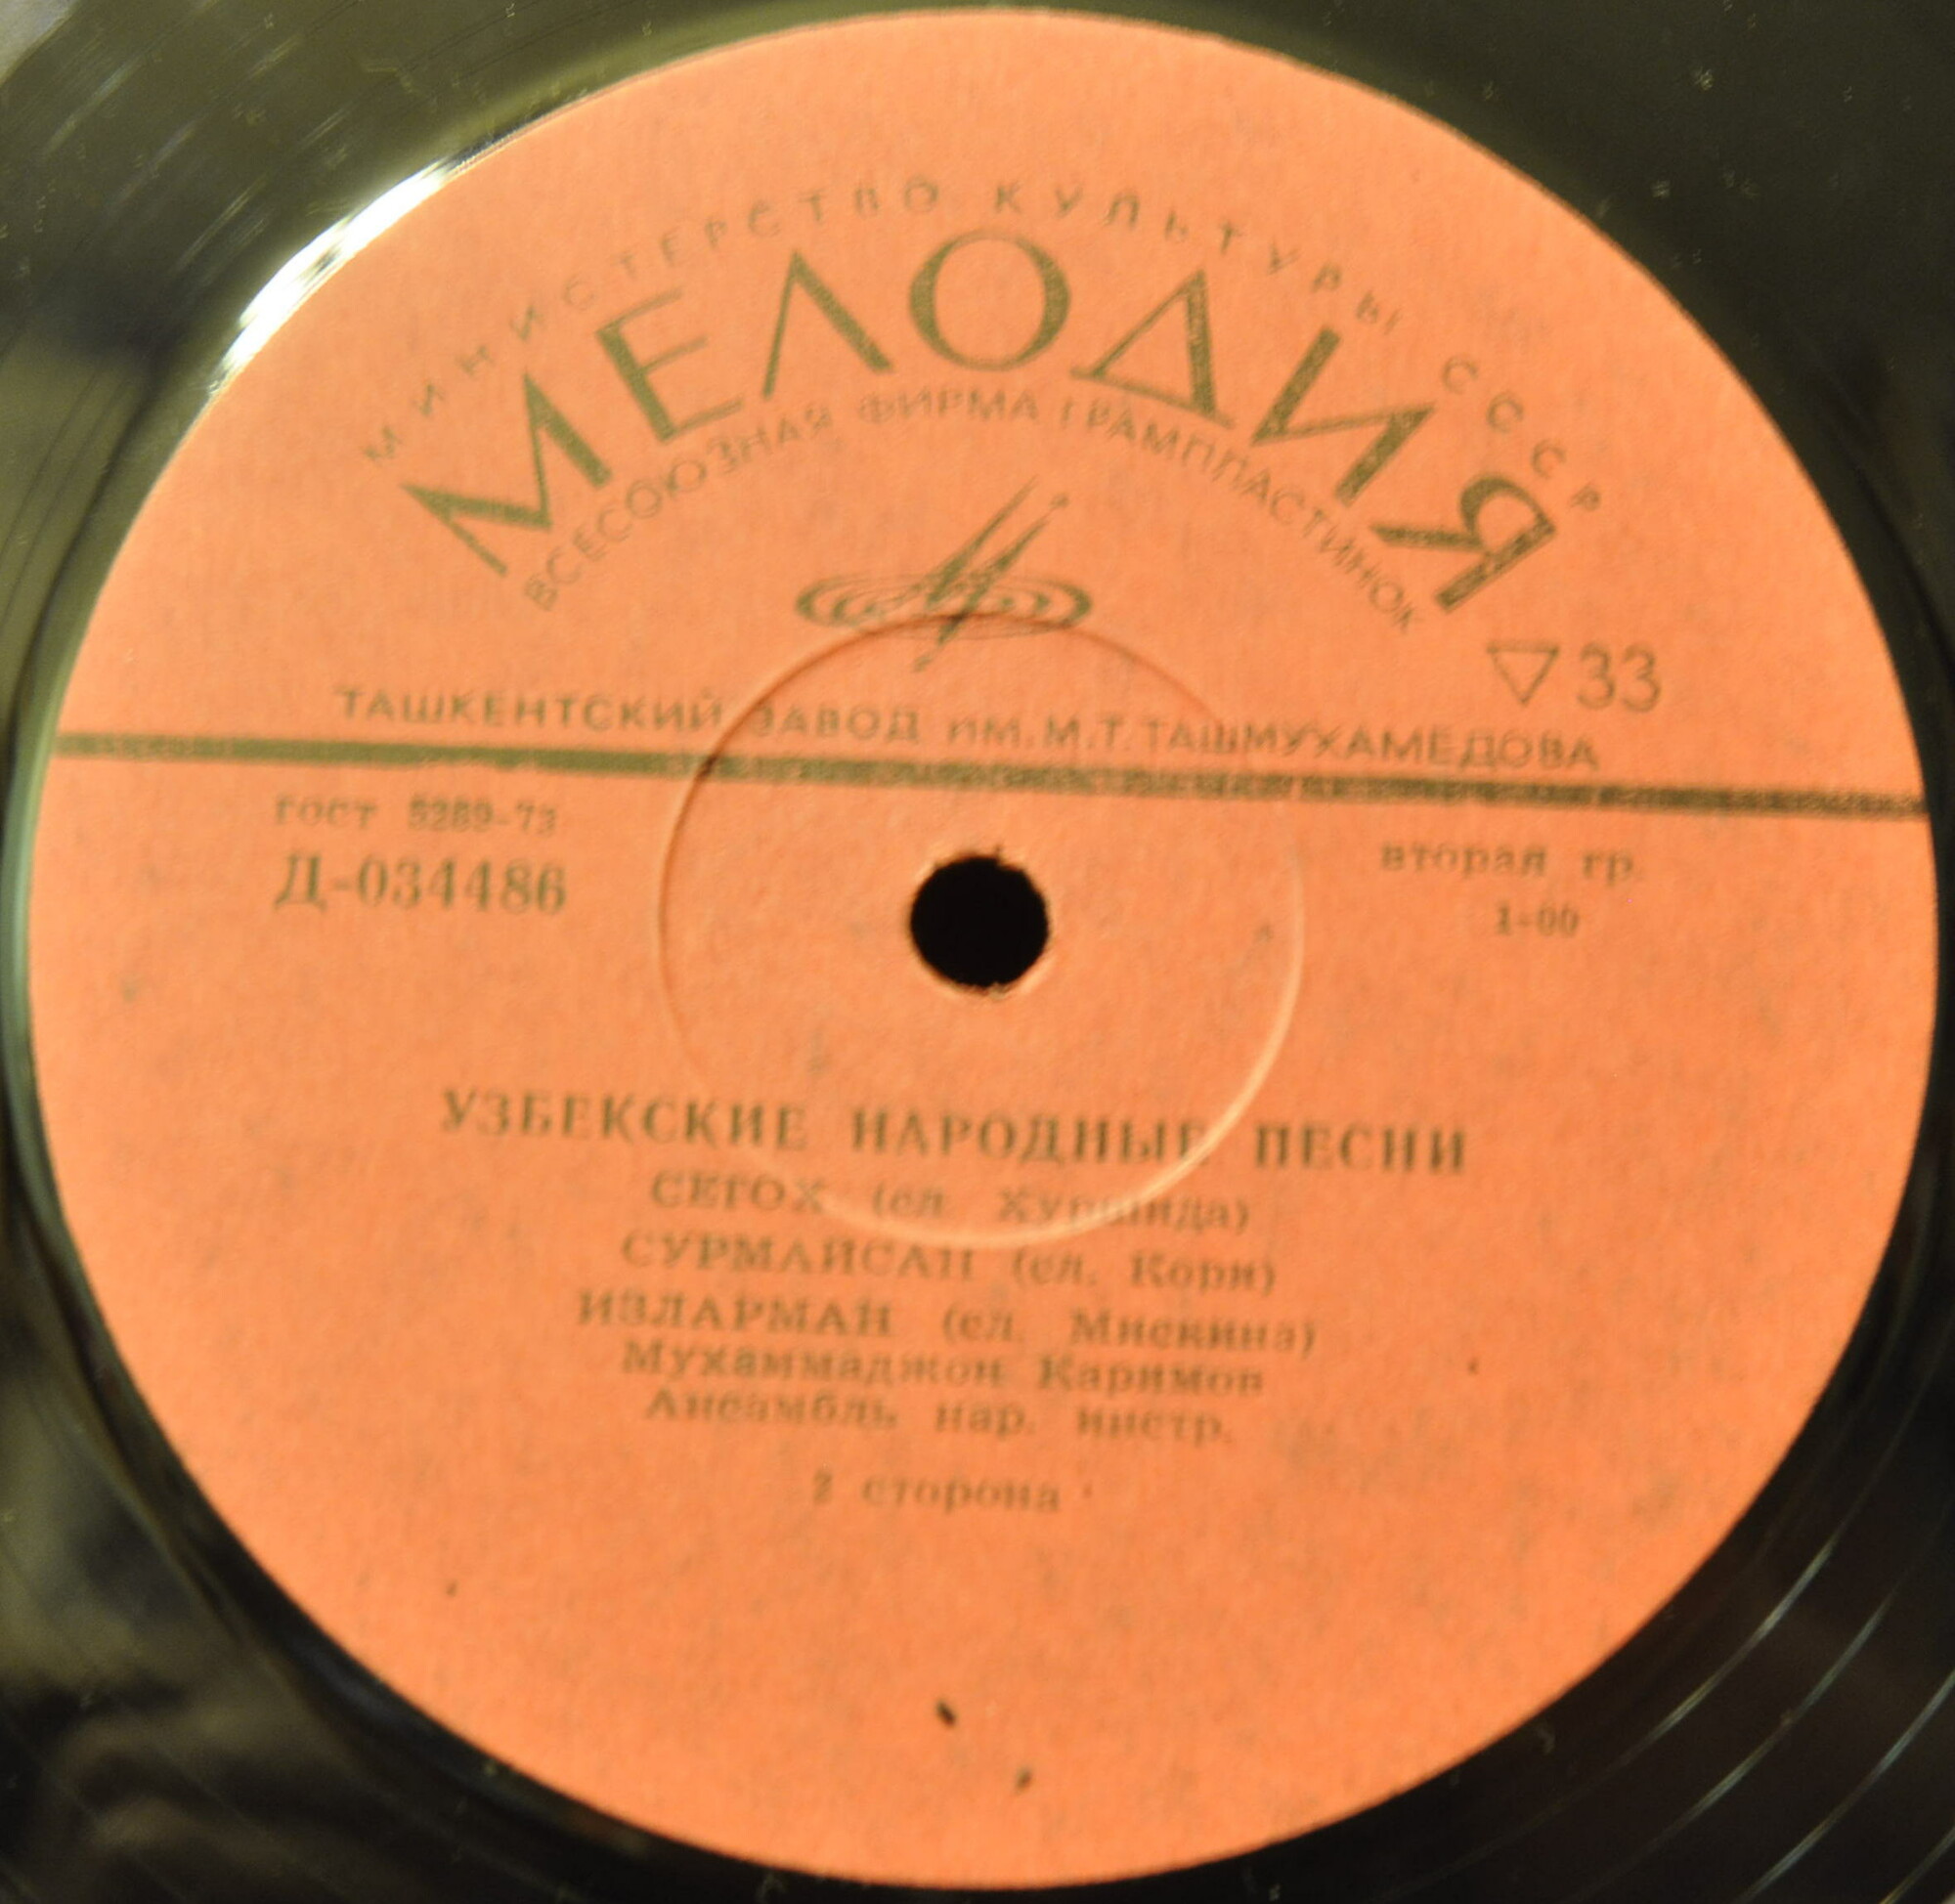 МИНИСТЕРСТВО КУЛЬТУРЫ СССР
МЕЛОДИЯ
ВСЕСОЮЗНАЯ ФИРМА ГРАМПЛАСТИНОК
33
ТАШКЕНТСКИЙ ЗАВОД им. М.Т. ТАШМУХАМЕДОВА
гост 5289-73
вторая гр.
Д-034486
1-00
УЗБЕКСКИЕ НАРОДНЫЕ ПЕСНИ
СЕГОХ (сл. Хуршида)
СУРМАЙСАН (сл. Кори)
ИЗЛАРМАН (сл. Мискина)
Мухаммаджон Каримов
Ансамбль нар. инстр.
2 сторона